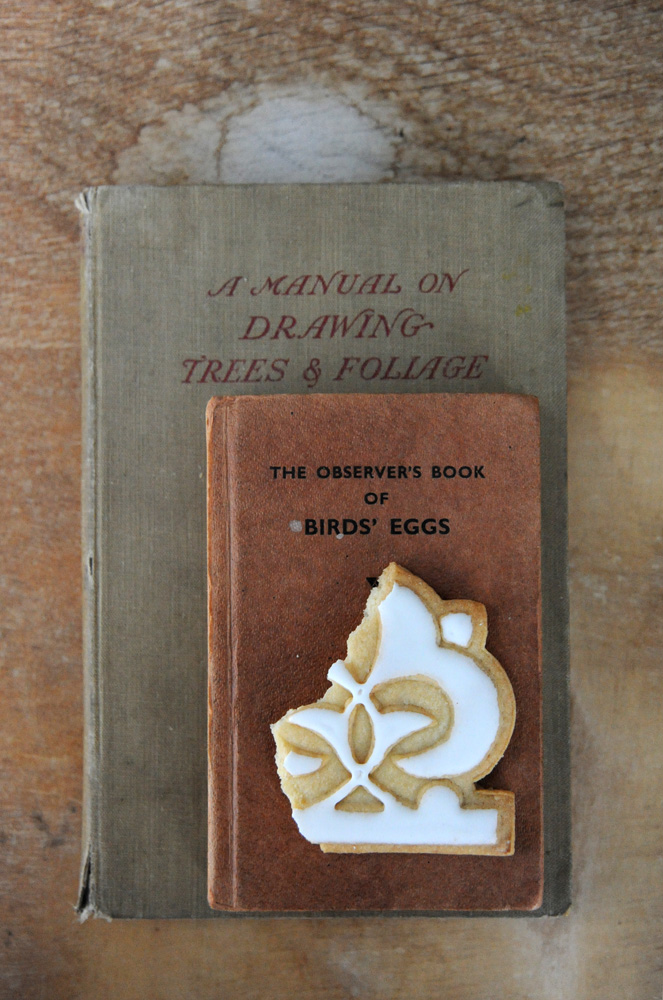 A MANUAL ON
DRAWING
TREES & FOLIAGE
THE OBSERVER'S BOOK
OF
BIRDS' EGGS